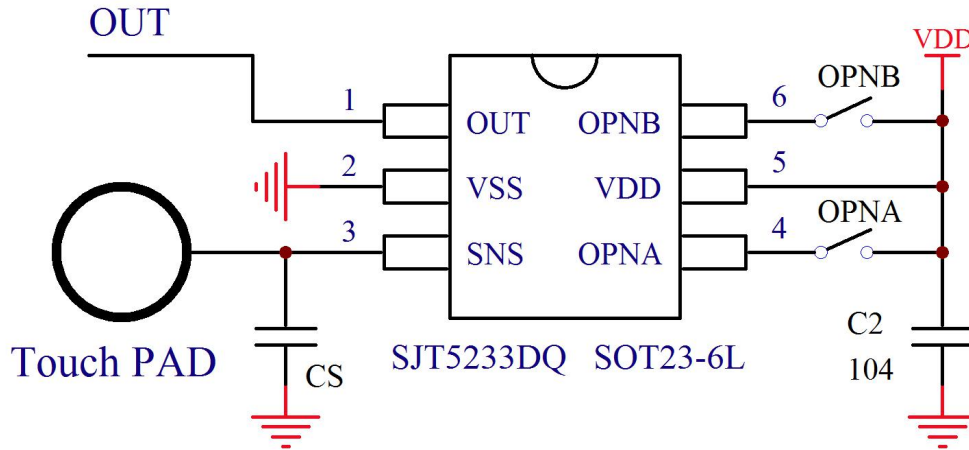 OUT
VDD
OPNB
1
6
OUT
OPNB
2
5
VSS
VDD
OPNA
3
4
SNS
OPNA
C2
Touch PAD
CS
SJT5233DQ
SOT23-6L
104